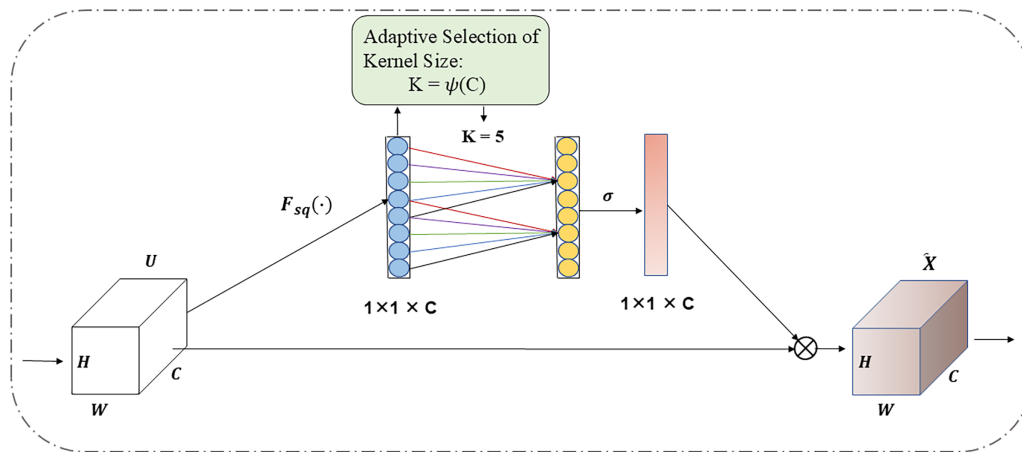 Adaptive Selection of
Kernel Size:
K = ψ(C)
K = 5
F_sq(·)
σ
U
X̂
1×1 × C
1×1 × C
H
C
W
H
C
W